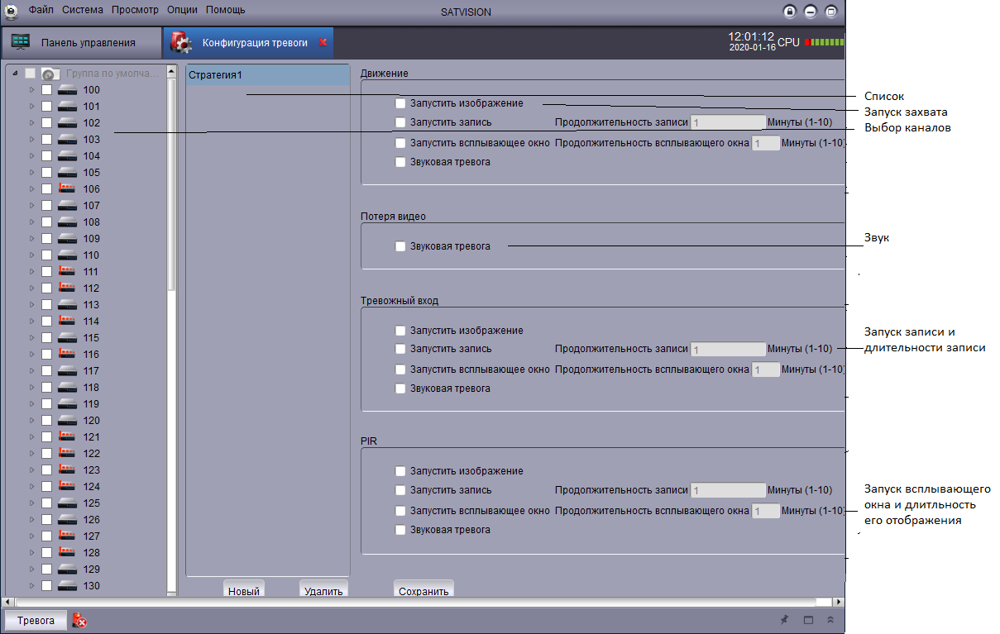 Файл Система Просмотр Опции Помощь
SATVISION
Панель управления
Конфигурация тревоги
12:01:12
2020-01-16
CPU
Группа по умолча...
100
101
102
103
104
105
106
107
108
109
110
111
112
113
114
115
116
117
118
119
120
121
122
123
124
125
126
127
128
129
130
Стратегия1
Движение
Запустить изображение
Запустить запись Продолжительность записи 1 Минуты (1-10)
Запустить всплывающее окно Продолжительность всплывающего окна 1 Минуты (1-10)
Звуковая тревога
Потеря видео
Звуковая тревога
Тревожный вход
Запустить изображение
Запустить запись Продолжительность записи 1 Минуты (1-10)
Запустить всплывающее окно Продолжительность всплывающего окна 1 Минуты (1-10)
Звуковая тревога
PIR
Запустить изображение
Запустить запись Продолжительность записи 1 Минуты (1-10)
Запустить всплывающее окно Продолжительность всплывающего окна 1 Минуты (1-10)
Звуковая тревога
Новый Удалить Сохранить
Тревога
Список
Запуск захвата
Выбор каналов
Звук
Запуск записи и
длительности записи
Запуск всплывающего
окна и длитльность
его отображения